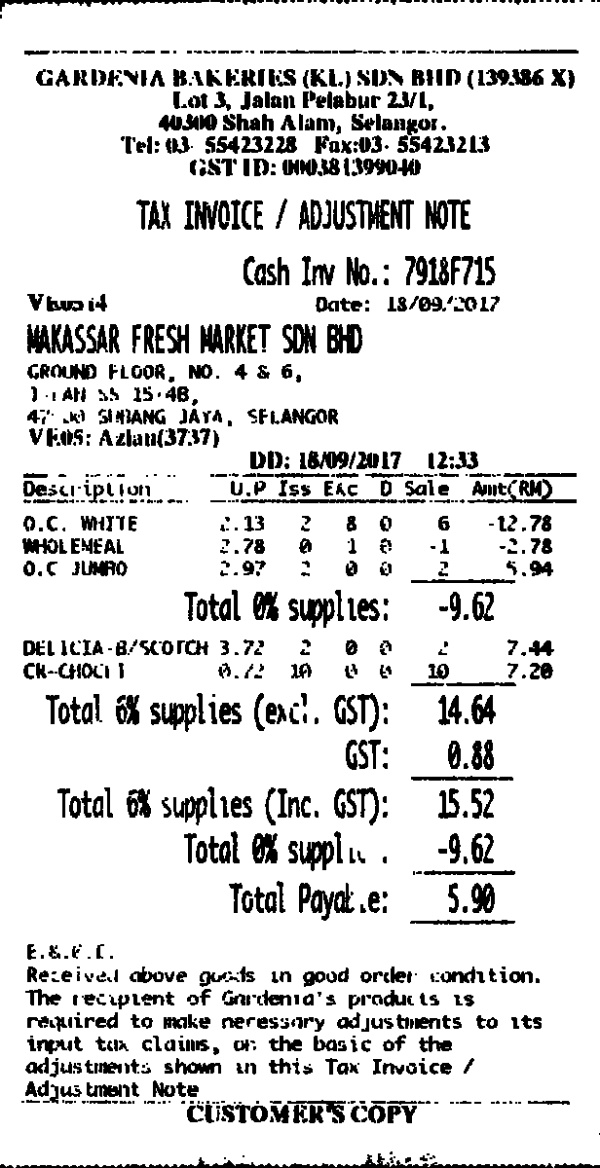 GARDENIA BAKERIES (KL) SDN BHD (139386 X)
Lot 3, Jalan Pelabur 23/1,
40300 Shah Alam, Selangor.
Tel: 03- 55423228 Fax:03- 55423213
GST ID: 000381399040
TAX INVOICE / ADJUSTMENT NOTE
Cash Inv No.: 7918F715
Date: 18/09/2017
MAKASSAR FRESH MARKET SDN BHD
GROUND FLOOR, NO. 4 & 6,
SS 15-4B,
SUBANG JAYA, SELANGOR
VE05: Azlan(3737)
DD: 18/09/2017 12:33
Description U.P Iss Exc D Sale Amt(RM)
O.C. WHITE 2.13 2 8 0 6 -12.78
WHOLEMEAL 2.78 0 1 0 -1 -2.78
O.C JUMBO 2.97 2 0 0 2 5.94
Total 0% supplies: -9.62
DELICIA-B/SCOTCH 3.72 2 0 0 2 7.44
0.72 10 0 0 10 7.20
Total 6% supplies (excl. GST): 14.64
GST: 0.88
Total 6% supplies (Inc. GST): 15.52
Total 0% -9.62
Total Payable: 5.90
Received above goods in good order condition.
The recipient of Gardenia's products is
required to make necessary adjustments to its
input tax claims, on the basic of the
adjustments shown in this Tax Invoice /
Adjustment Note
CUSTOMER'S COPY